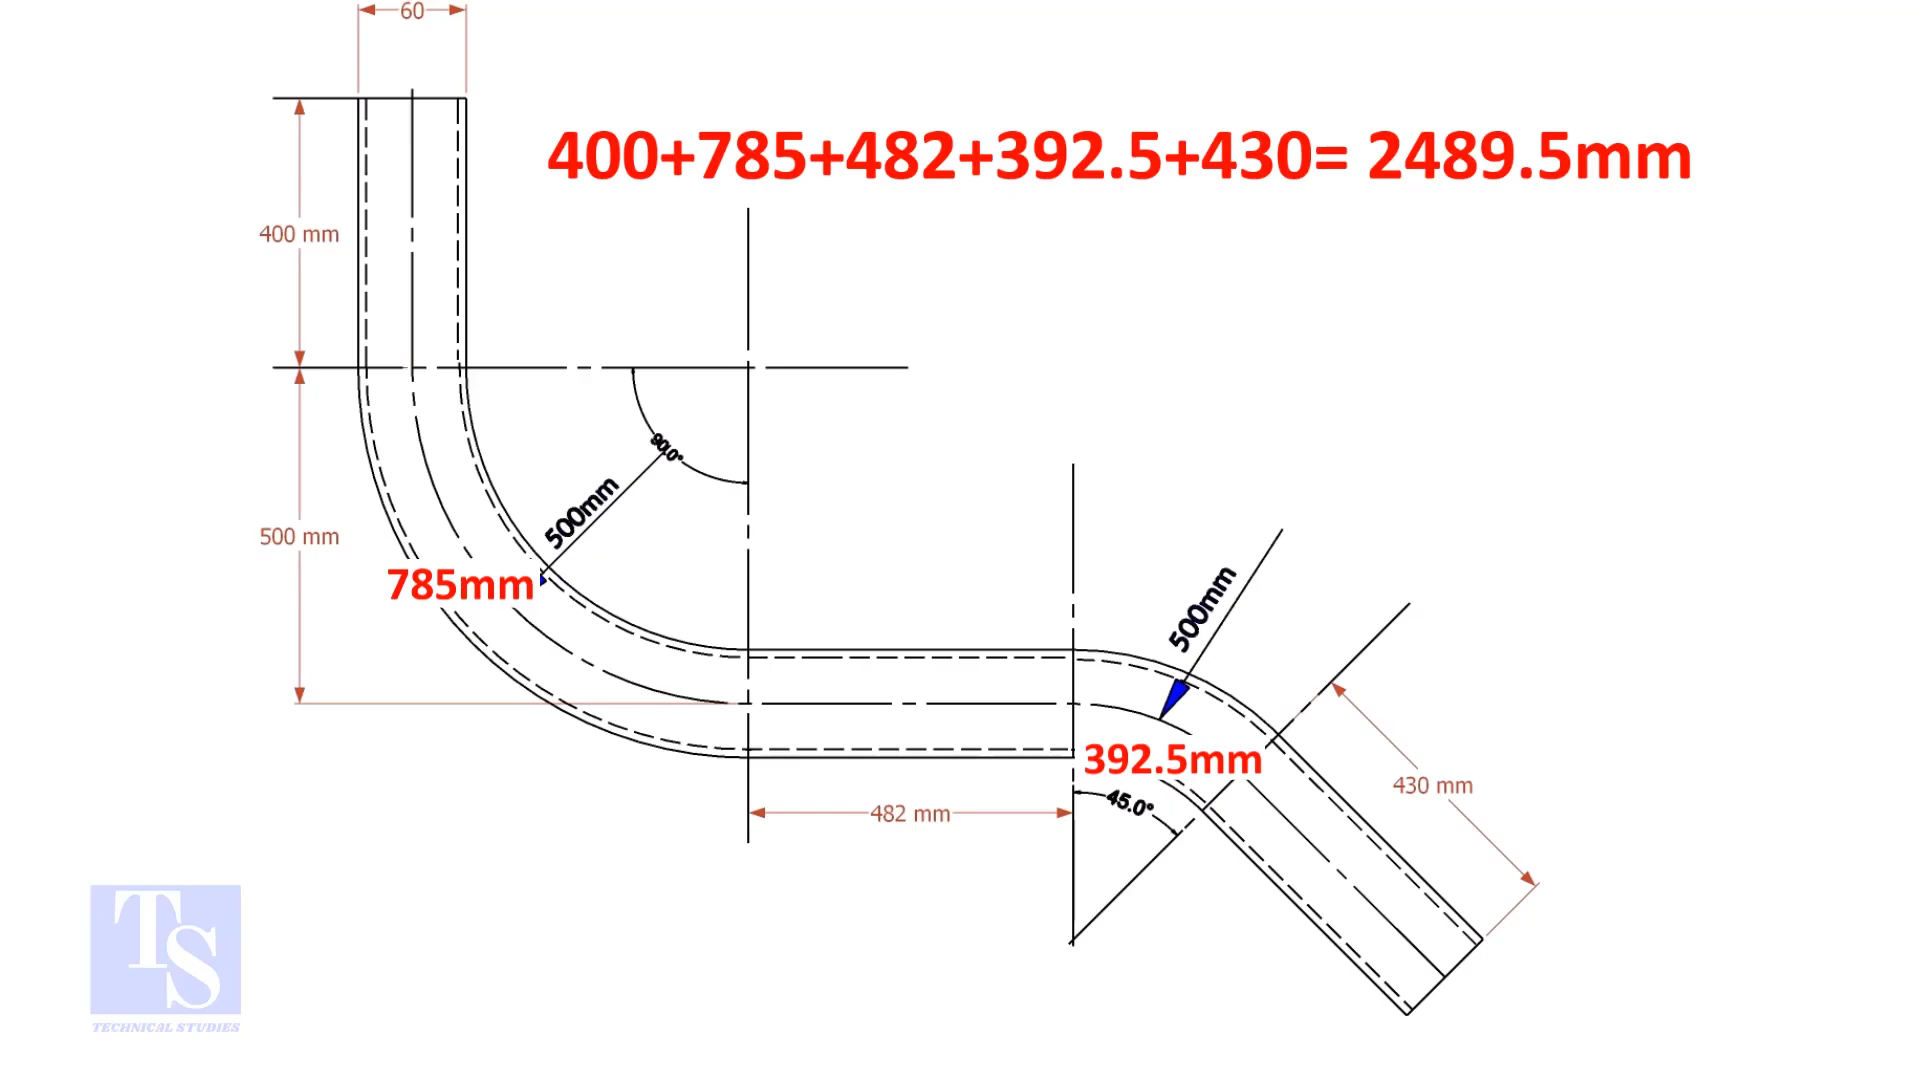 60
400+785+482+392.5+430= 2489.5mm
400 mm
90.0°
500mm
500 mm
785mm
500mm
392.5mm
430 mm
45.0°
482 mm
TS
TECHNICAL STUDIES